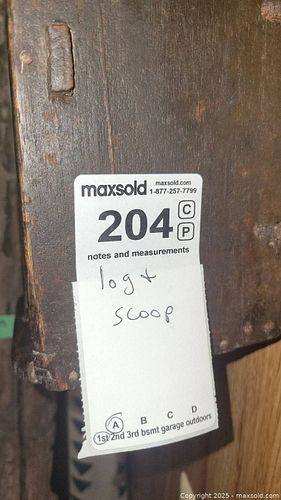 maxsold maxsold.com
1-877-257-7799
204 C
P
notes and measurements
log +
scoop
A B C D
1st 2nd 3rd bsmt garage outdoors
Copyright 2025 - maxsold.com